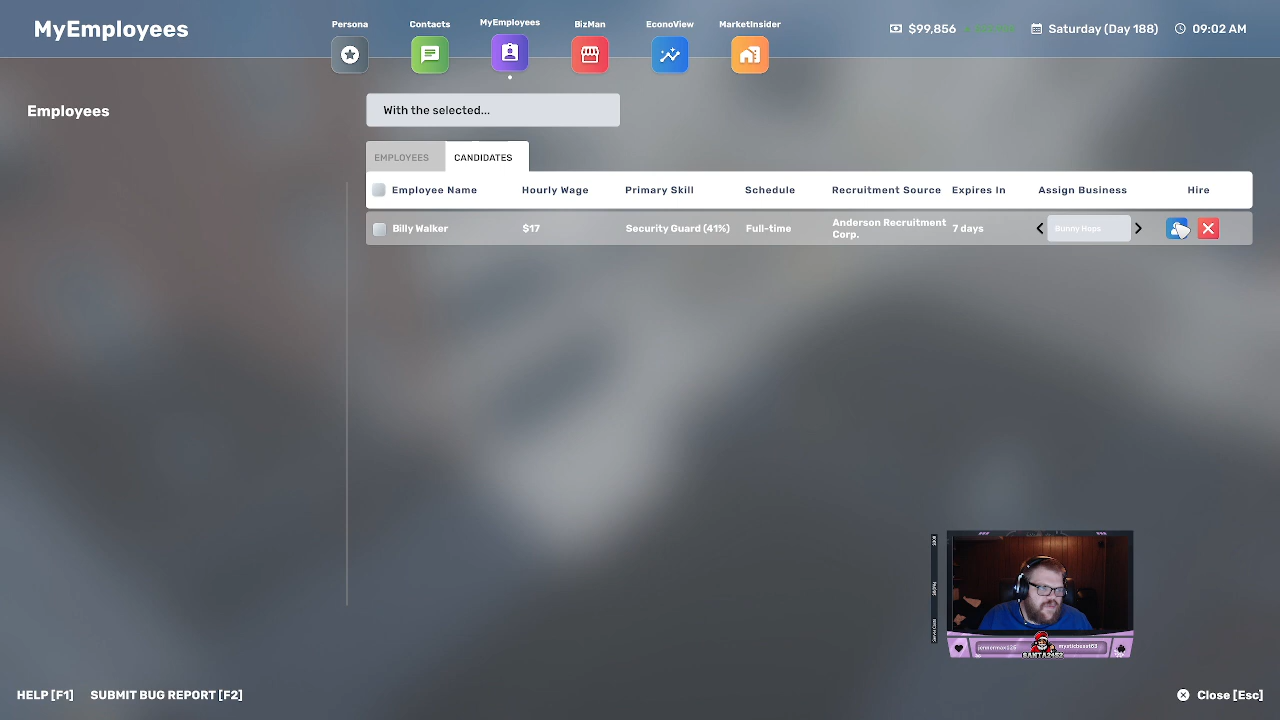 MyEmployees
Persona
Contacts
MyEmployees
BizMan
EconoView
MarketInsider
$99,856
Saturday (Day 188)
09:02 AM
Employees
With the selected...
EMPLOYEES
CANDIDATES
Employee Name Hourly Wage Primary Skill Schedule Recruitment Source Expires In Assign Business Hire
Billy Walker $17 Security Guard (41%) Full-time Anderson Recruitment Corp. 7 days Bunny Hops
SANTA2452
HELP [F1]
SUBMIT BUG REPORT [F2]
Close [Esc]